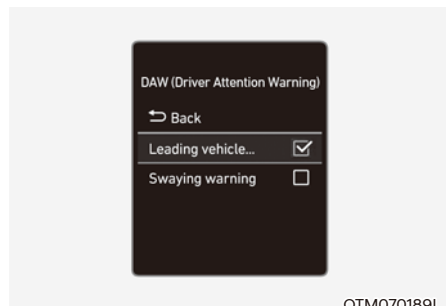 DAW (Driver Attention Warning)
Back
Leading vehicle...
Swaying warning
OTM070189L